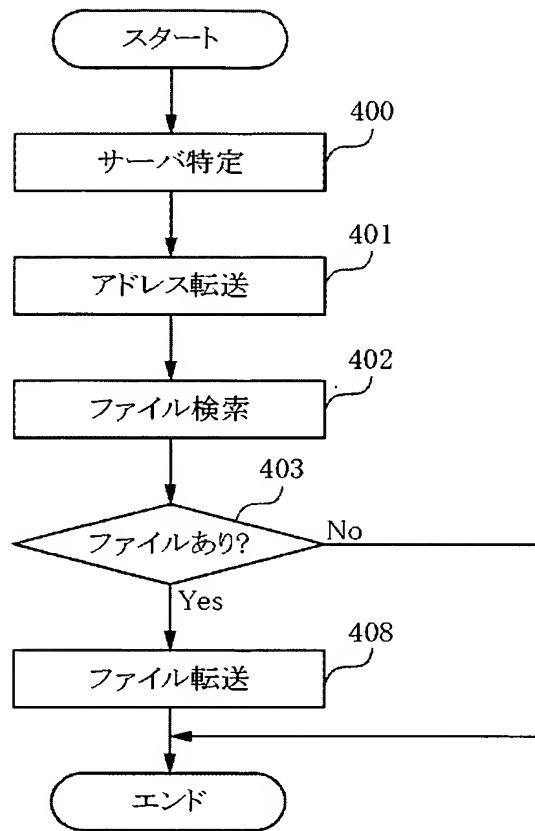 スタート
400
サーバ特定
401
アドレス転送
402
ファイル検索
403
ファイルあり?
No
Yes
408
ファイル転送
エンド